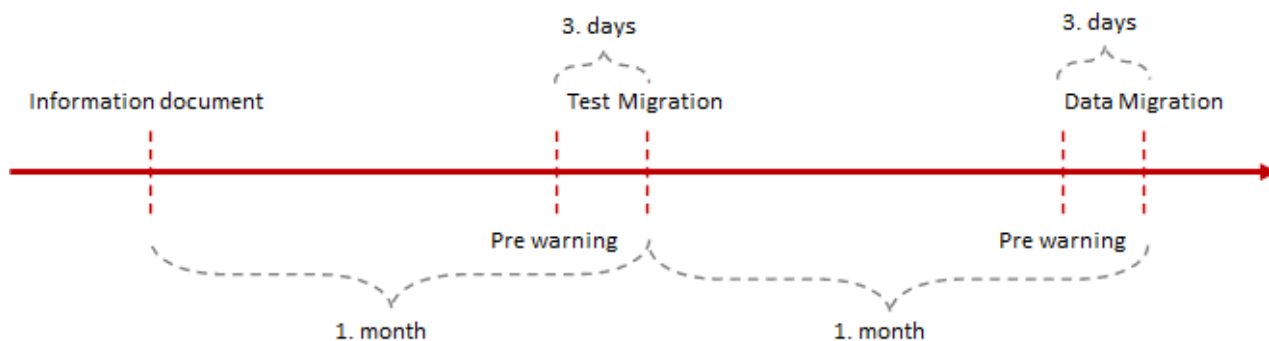 3. days
3. days
Information document
Test Migration
Data Migration
Pre warning
Pre warning
1. month
1. month